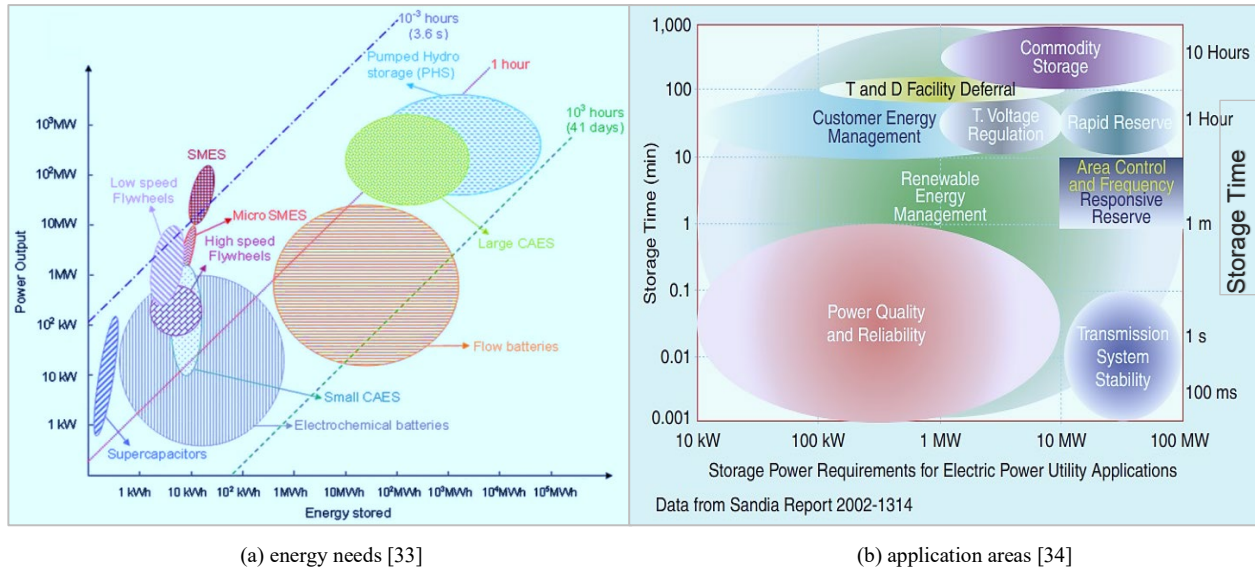 10⁻³ hours
(3.6 s)
Pumped Hydro
storage (PHS)
1 hour
10³ hours
(41 days)
10³MW
10²MW
10MW
1MW
10² kW
10 kW
1 kW
Power Output
SMES
Low speed
Flywheels
Micro SMES
High speed
Flywheels
Large CAES
Flow batteries
Small CAES
Electrochemical batteries
Supercapacitors
1 kWh
10 kWh
10² kWh
1MWh
10MWh
10²MWh
10³MWh
10⁴MWh
10⁵MWh
Energy stored
(a) energy needs [33]
1,000
100
10
1
0.1
0.01
0.001
Storage Time (min)
Commodity
Storage
T and D Facility Deferral
Customer Energy
Management
T. Voltage
Regulation
Rapid Reserve
Area Control
and Frequency
Responsive
Reserve
Renewable
Energy
Management
Power Quality
and Reliability
Transmission
System
Stability
10 Hours
1 Hour
1 m
1 s
100 ms
Storage Time
10 kW
100 kW
1 MW
10 MW
100 MW
Storage Power Requirements for Electric Power Utility Applications
Data from Sandia Report 2002-1314
(b) application areas [34]